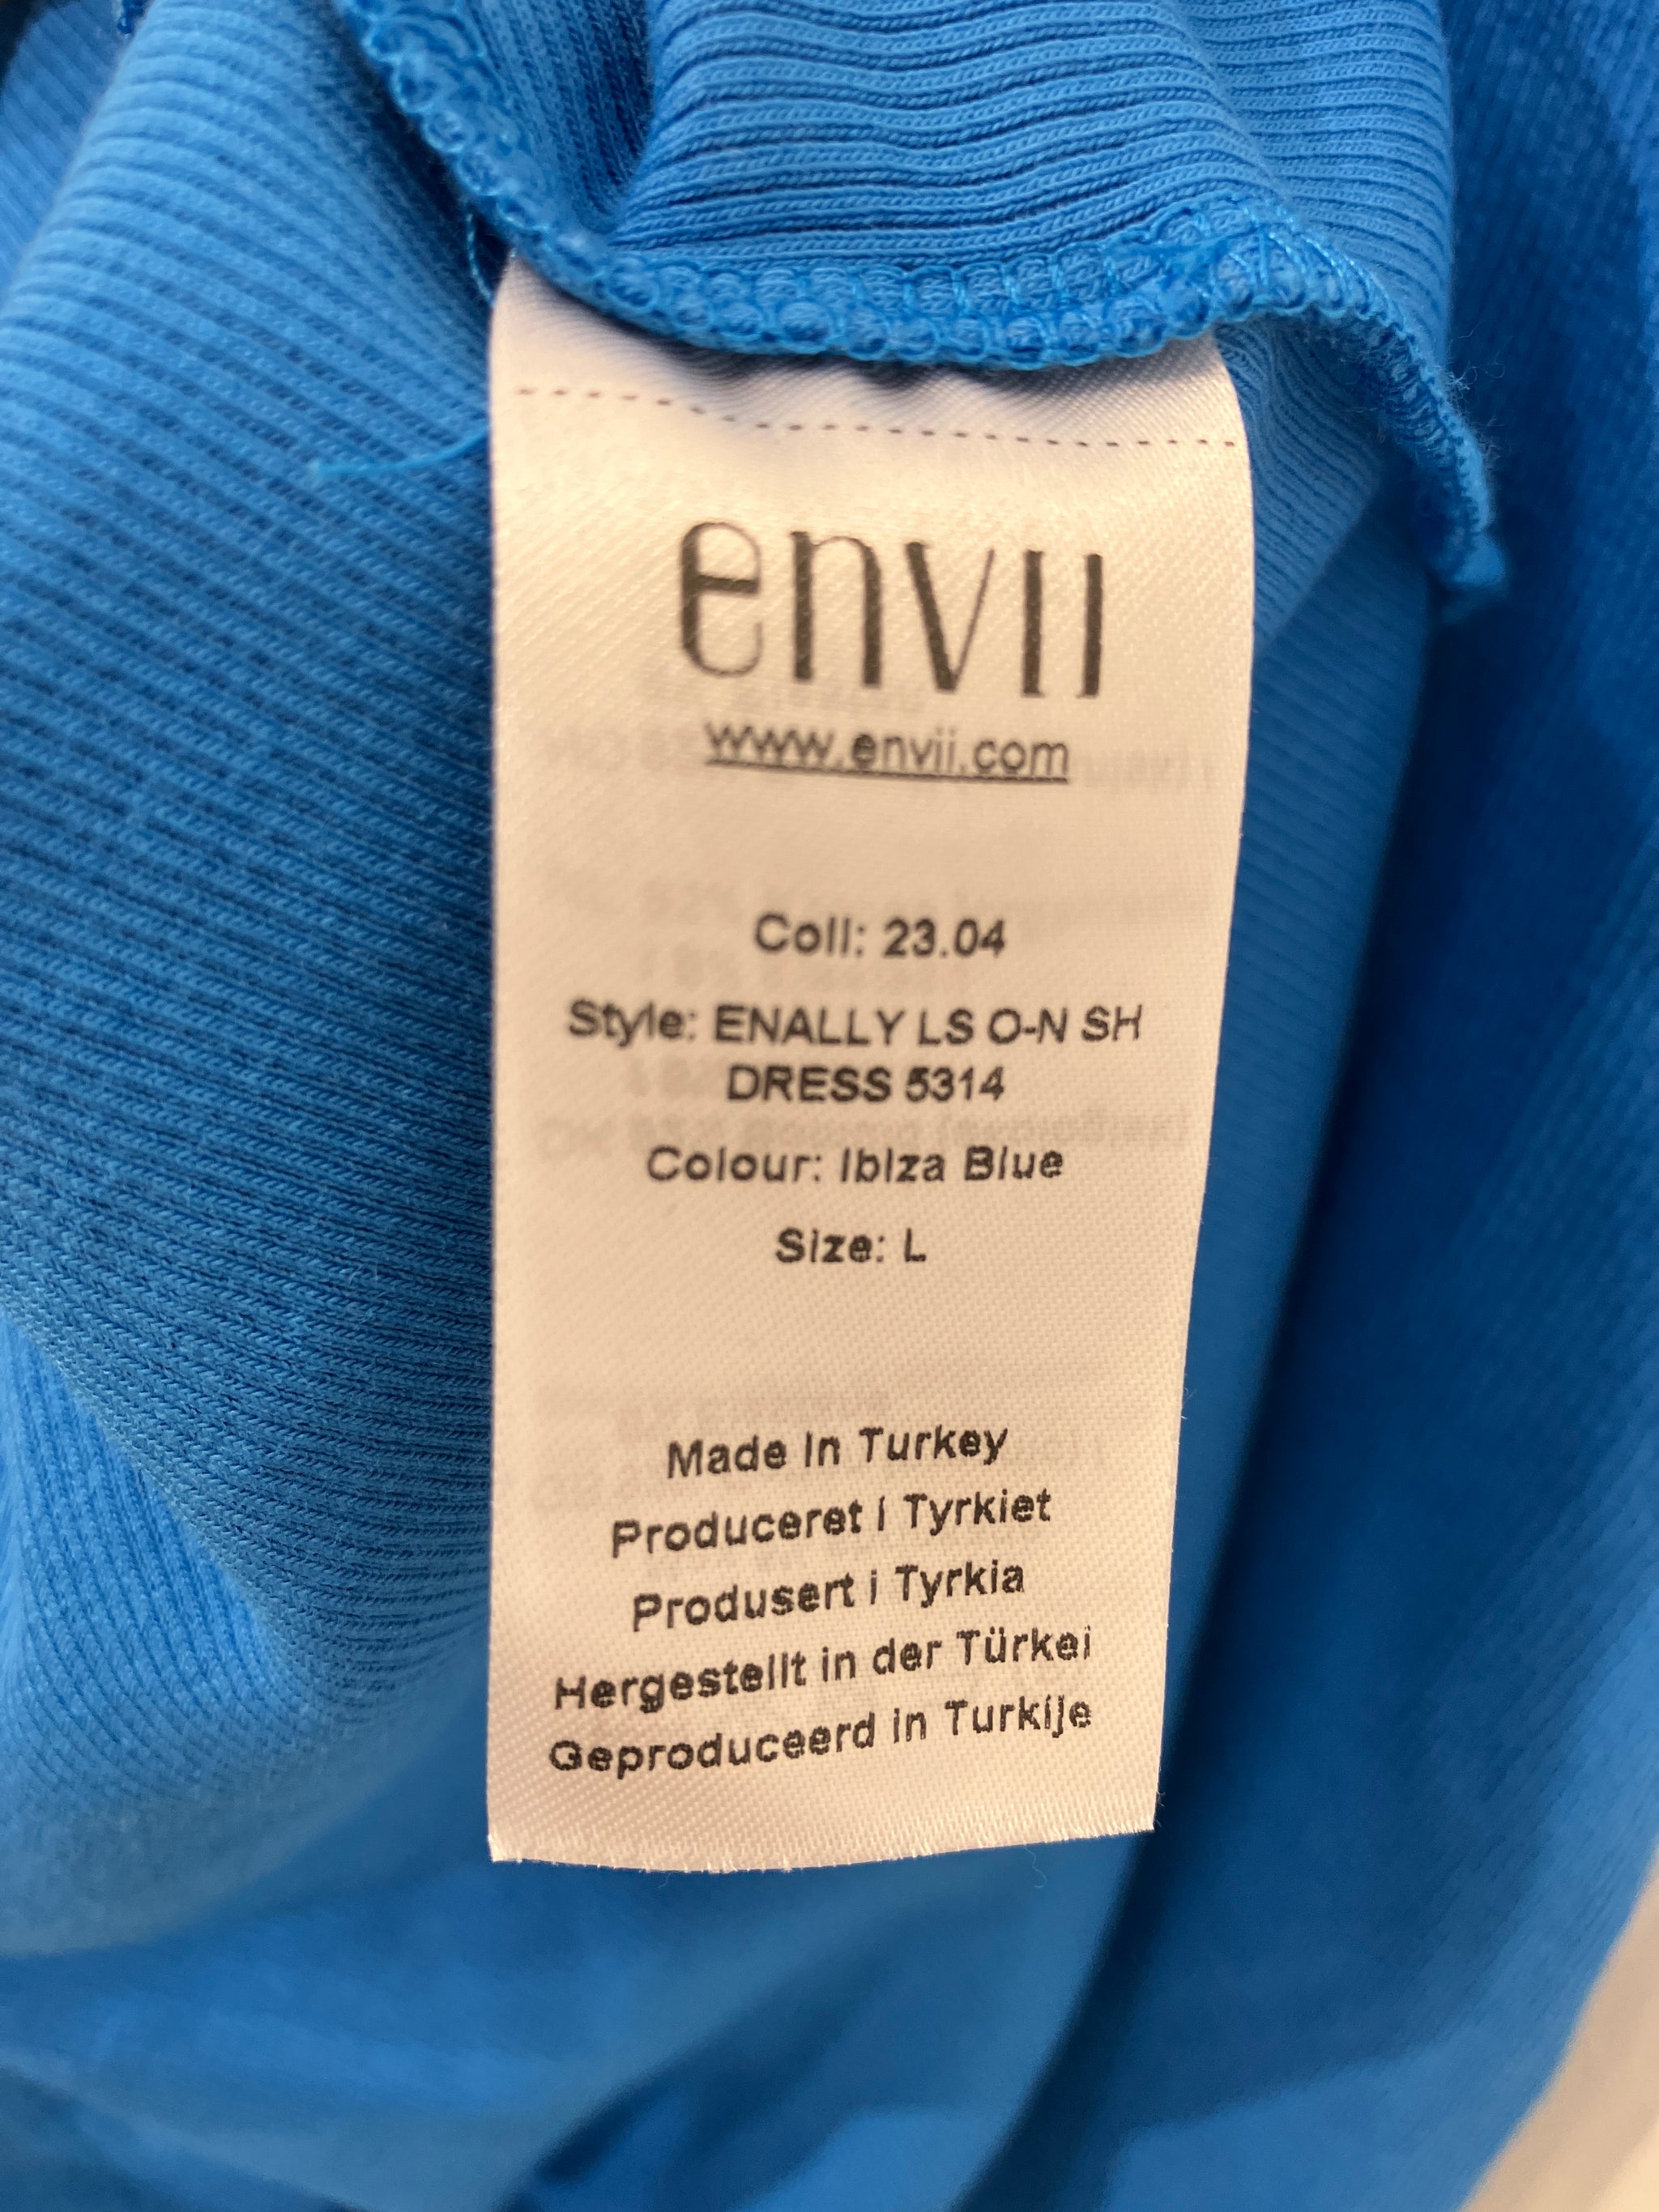 envii
www.envii.com
Coll: 23.04
Style: ENALLY LS O-N SH
DRESS 5314
Colour: Ibiza Blue
Size: L
Made in Turkey
Produceret i Tyrkiet
Produsert i Tyrkia
Hergestellt in der Türkei
Geproduceerd in Turkije